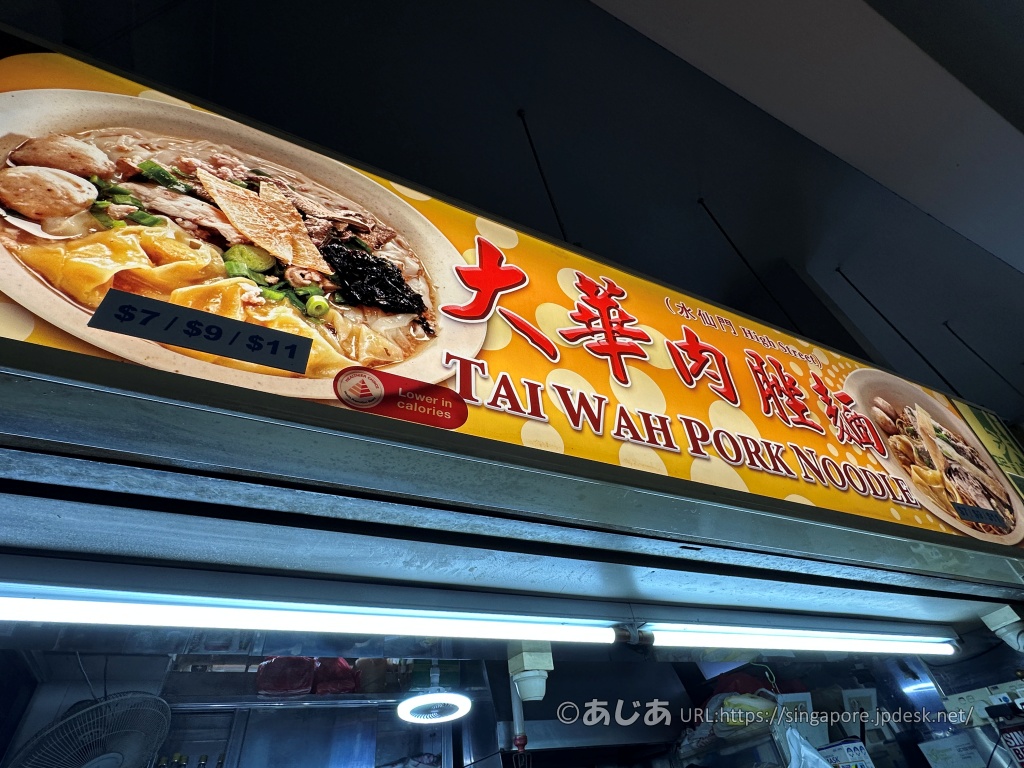 大華肉脞麵
(水仙門 High Street)
TAI WAH PORK NOODLE
$7 / $9 / $11
Lower in
calories
©あじあ URL:https://singapore.jpdesk.net/